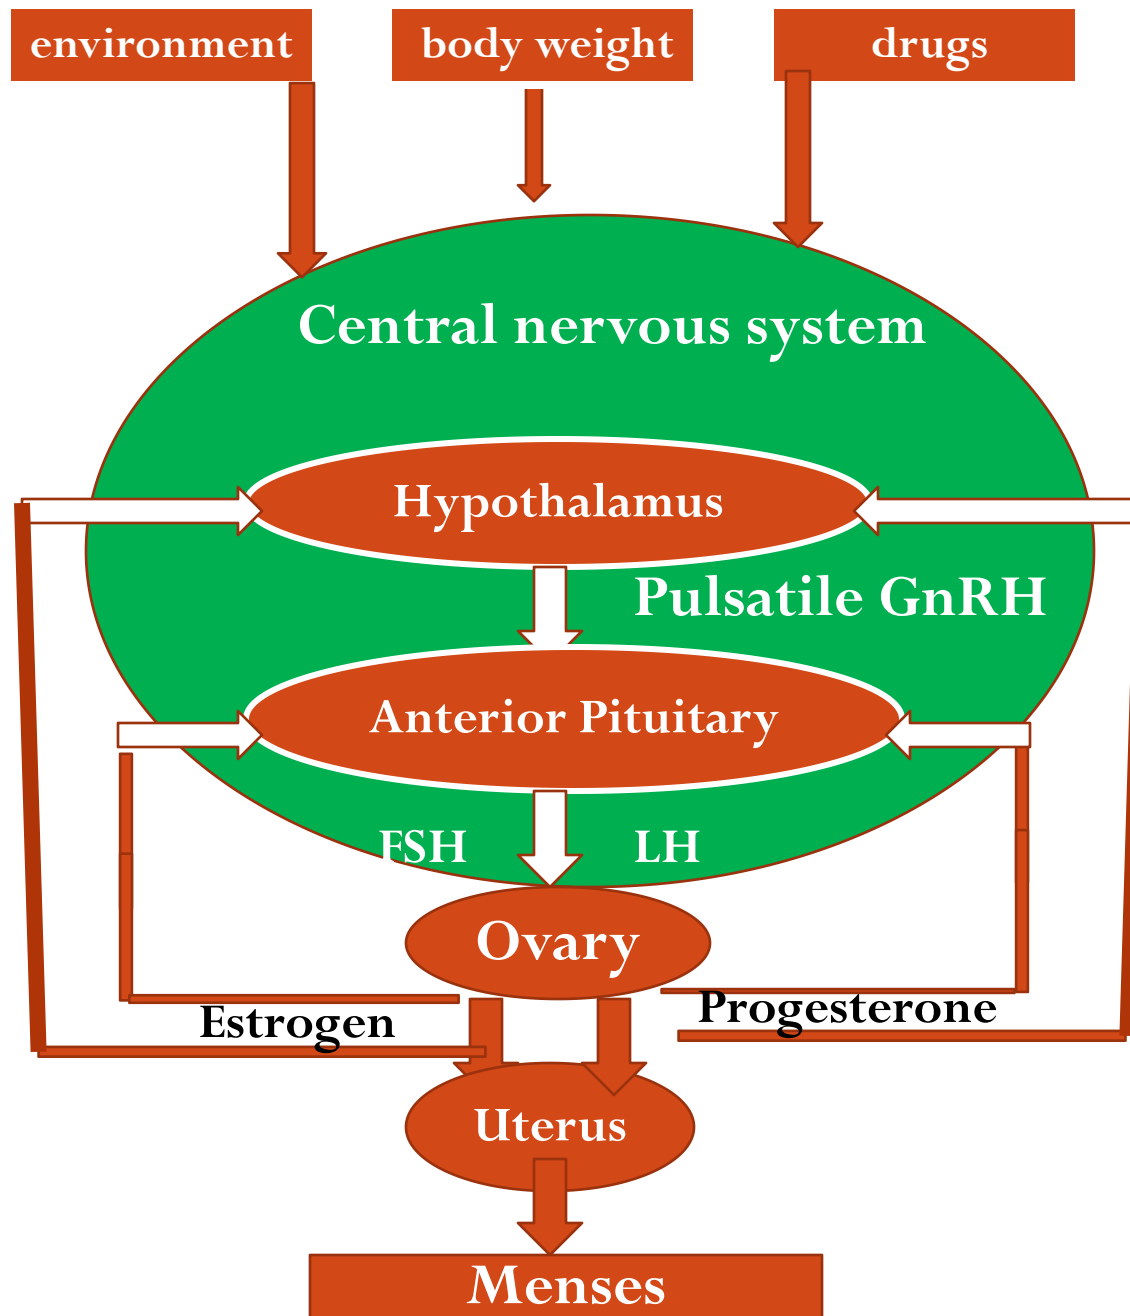 environment
body weight
drugs
Central nervous system
Hypothalamus
Pulsatile GnRH
Anterior Pituitary
FSH
LH
Ovary
Estrogen
Progesterone
Uterus
Menses